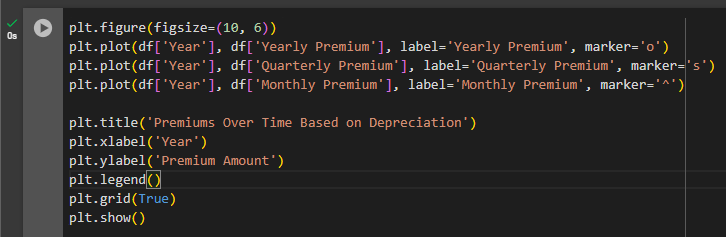 plt.figure(figsize=(10, 6))
0s
plt.plot(df['Year'], df['Yearly Premium'], label='Yearly Premium', marker='o')
plt.plot(df['Year'], df['Quarterly Premium'], label='Quarterly Premium', marker='s')
plt.plot(df['Year'], df['Monthly Premium'], label='Monthly Premium', marker='^')
plt.title('Premiums Over Time Based on Depreciation')
plt.xlabel('Year')
plt.ylabel('Premium Amount')
plt.legend()
plt.grid(True)
plt.show()